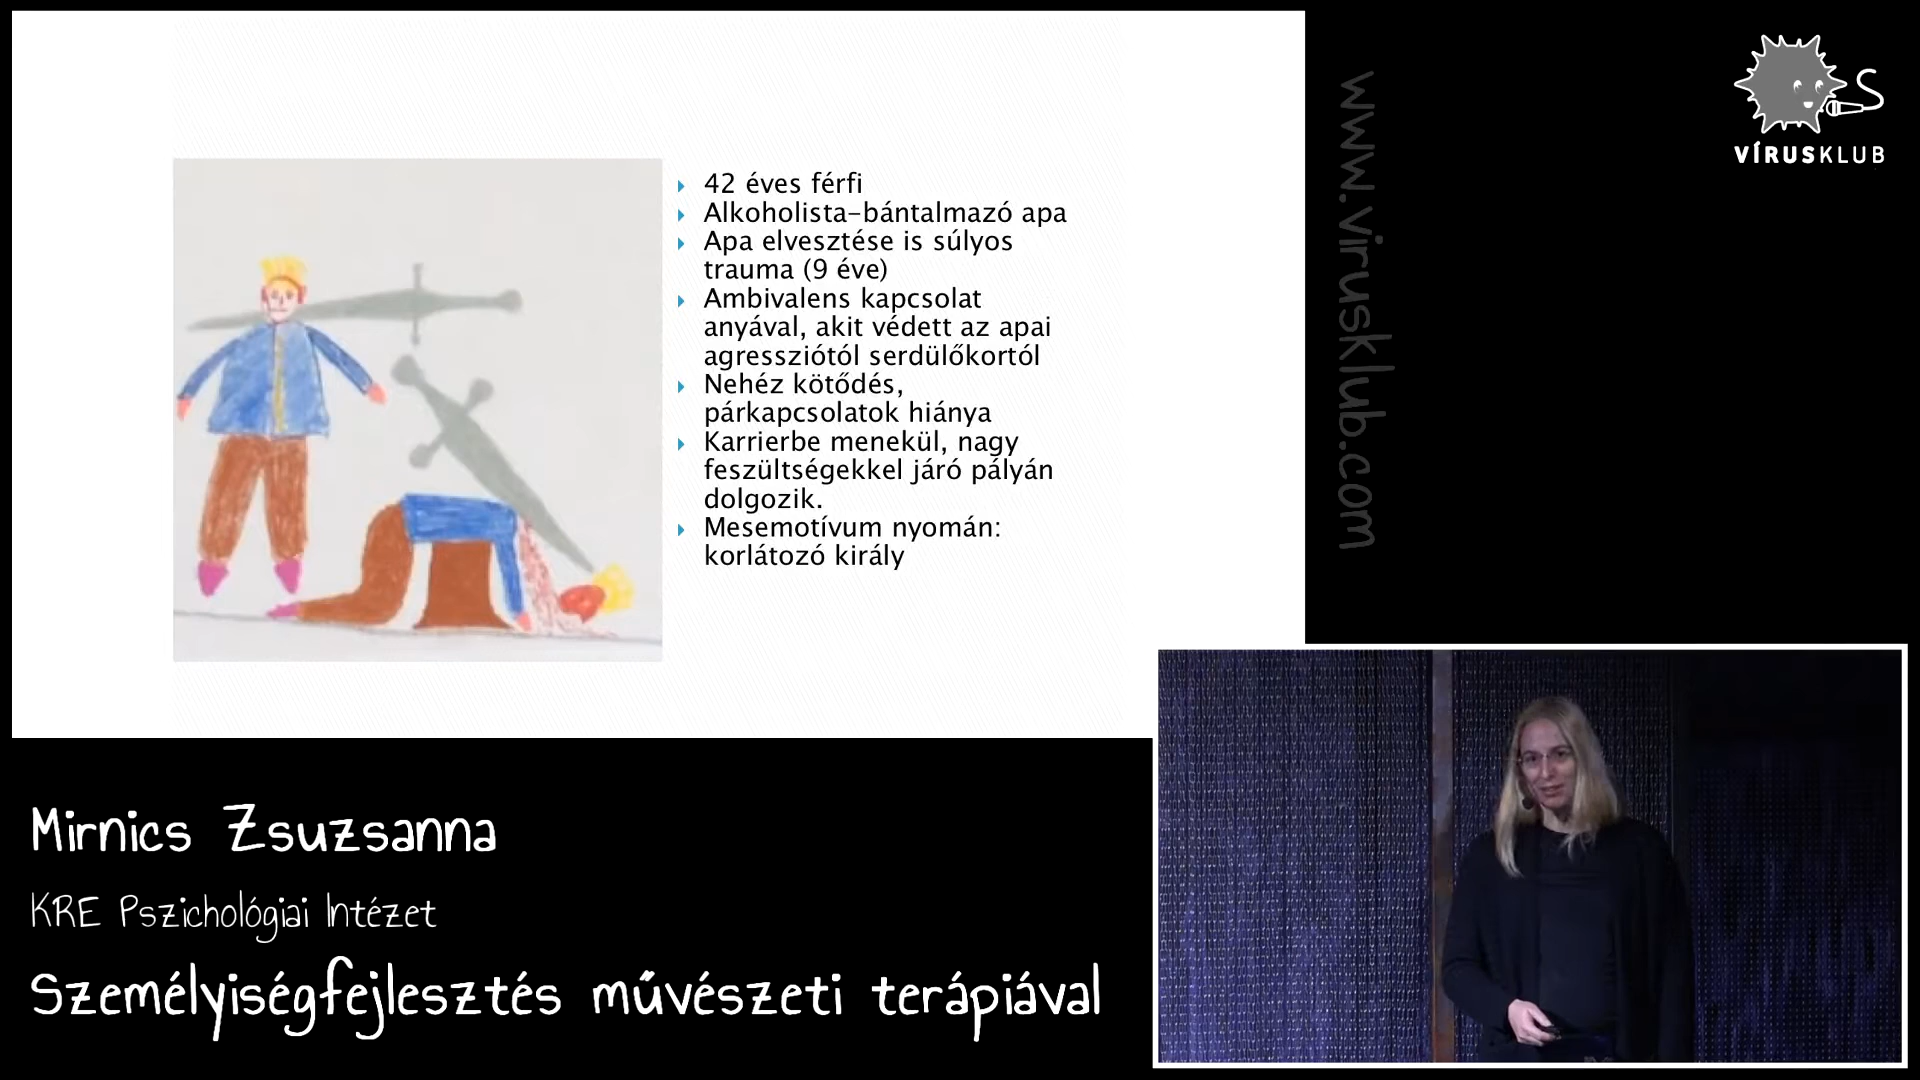 42 éves férfi
Alkoholista-bántalmazó apa
Apa elvesztése is súlyos
trauma (9 éve)
Ambivalens kapcsolat
anyával, akit védett az apai
agressziótól serdülőkortól
Nehéz kötődés,
párkapcsolatok hiánya
Karrierbe menekül, nagy
feszültségekkel járó pályán
dolgozik.
Mesemotívum nyomán:
korlátozó király
www.virusklub.com
VÍRUSKLUB
Mirnics Zsuzsanna
KRE Pszichológiai Intézet
Személyiségfejlesztés művészeti terápiával